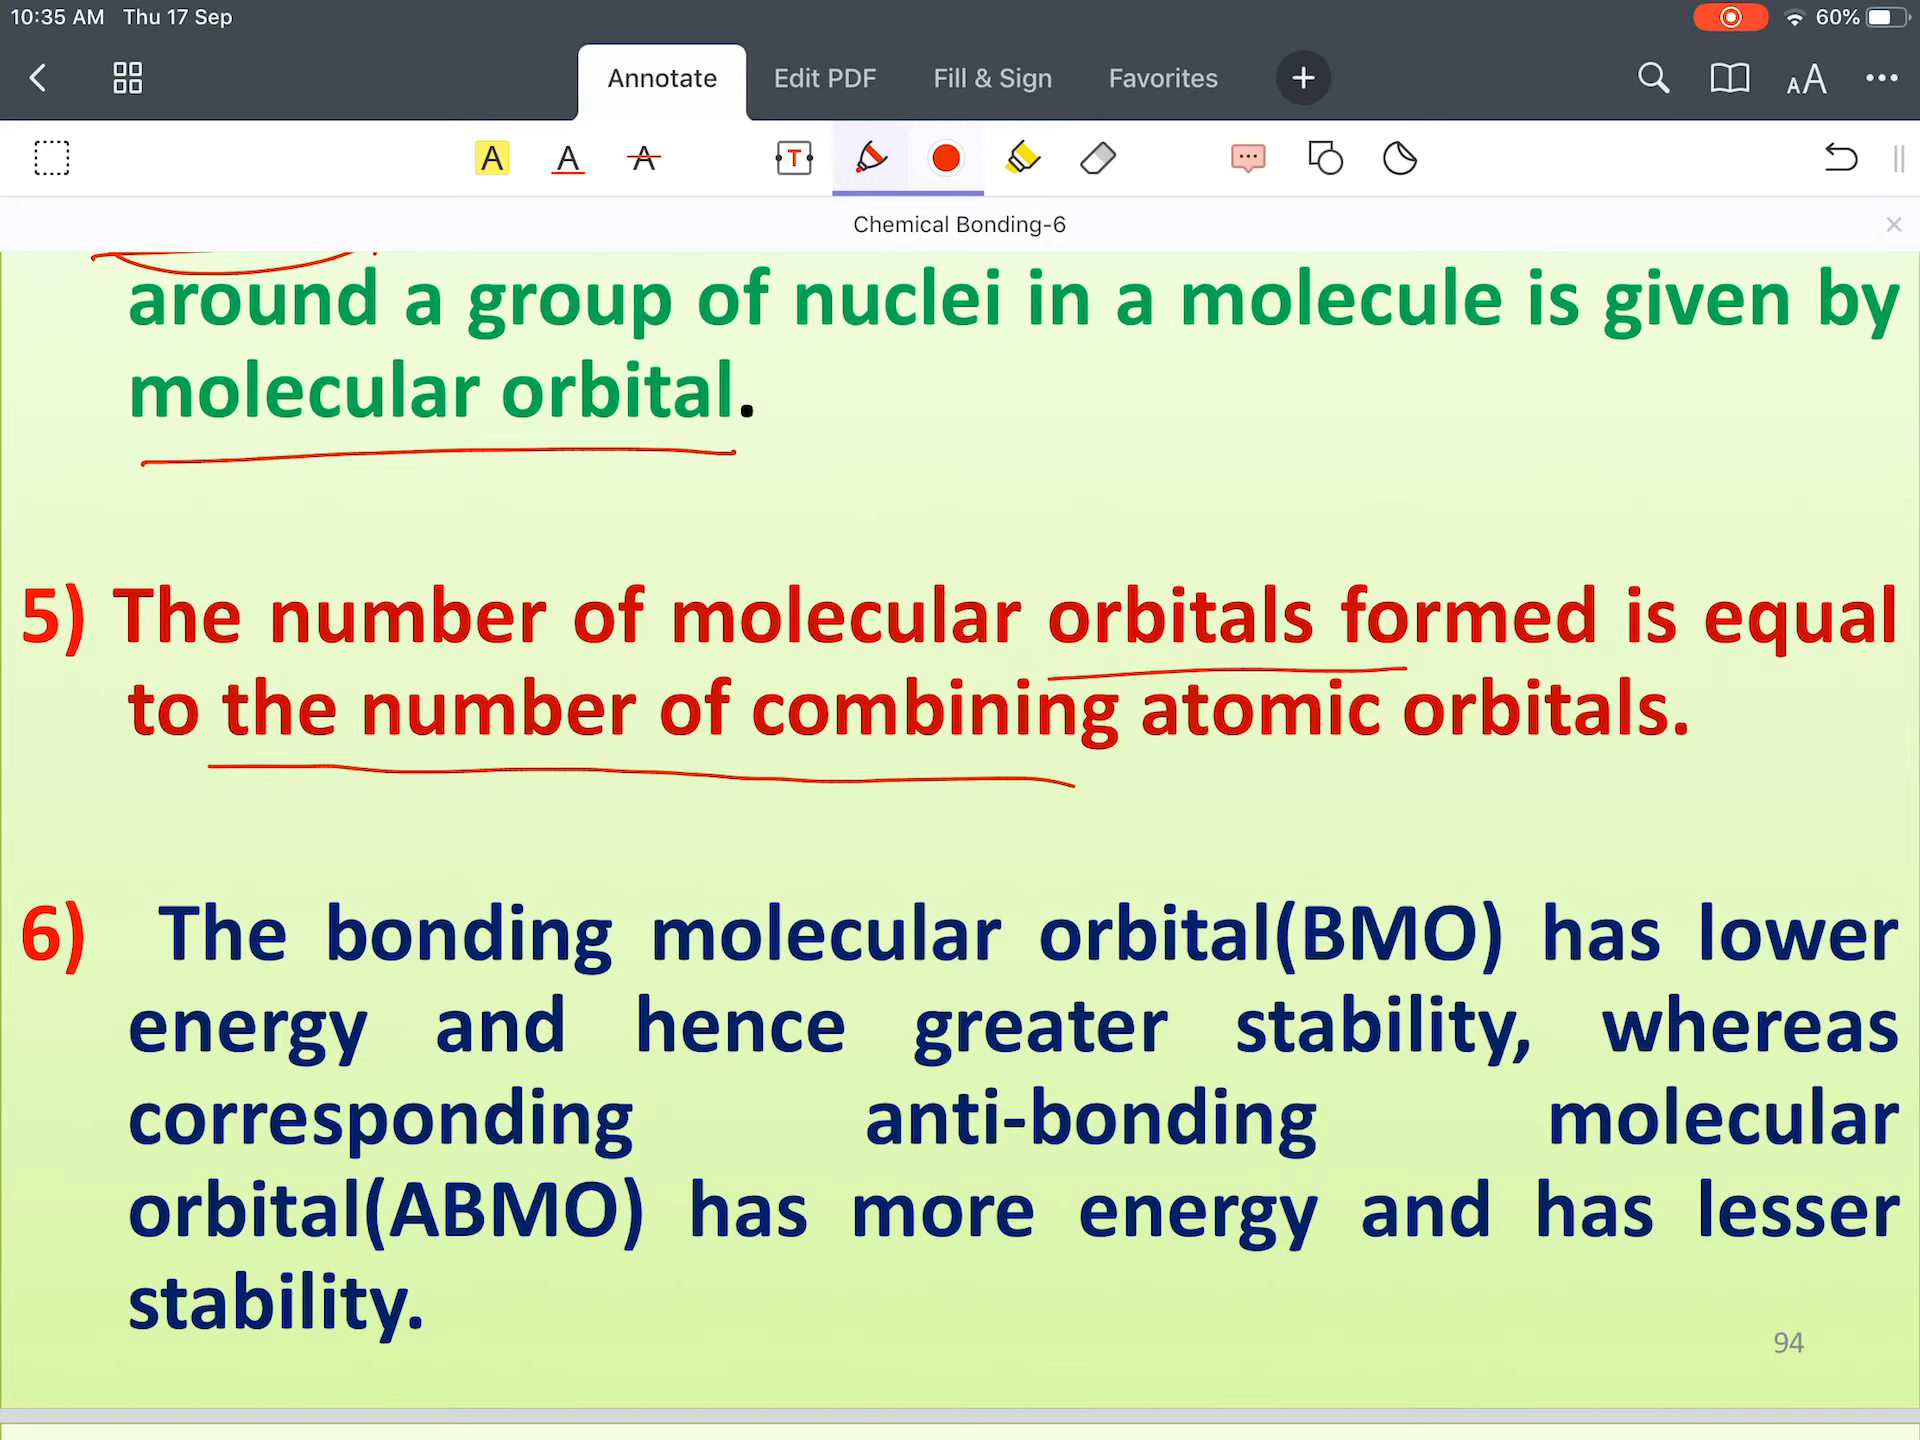 10:35 AM Thu 17 Sep
60%
Annotate Edit PDF Fill & Sign Favorites
A A A T AA
Chemical Bonding-6
around a group of nuclei in a molecule is given by
molecular orbital.
5) The number of molecular orbitals formed is equal
to the number of combining atomic orbitals.
6) The bonding molecular orbital(BMO) has lower
energy and hence greater stability, whereas
corresponding anti-bonding molecular
orbital(ABMO) has more energy and has lesser
stability.
94